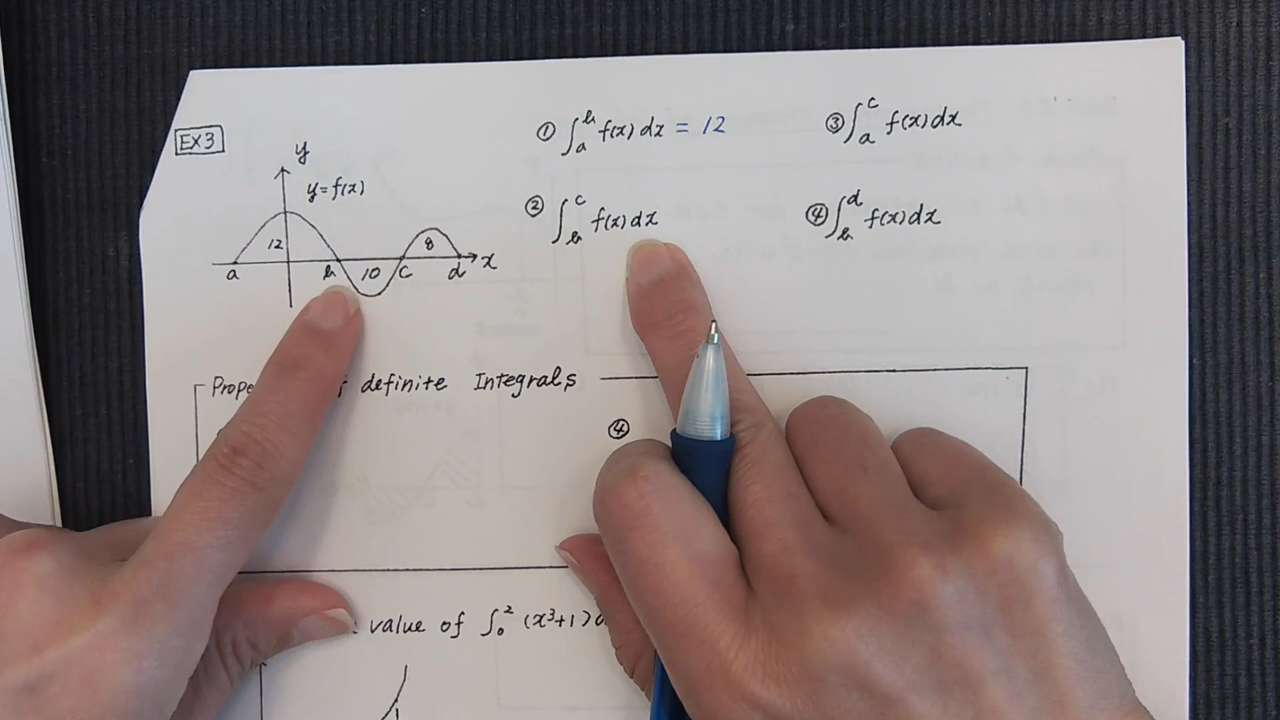 EX3
y
y=f(x)
12
10
8
a
b
c
d
x
① ∫_a^b f(x) dx = 12
③ ∫_a^c f(x) dx
② ∫_b^c f(x) dx
④ ∫_b^d f(x) dx
definite Integrals
④
value of ∫_0^2 (x³+1)